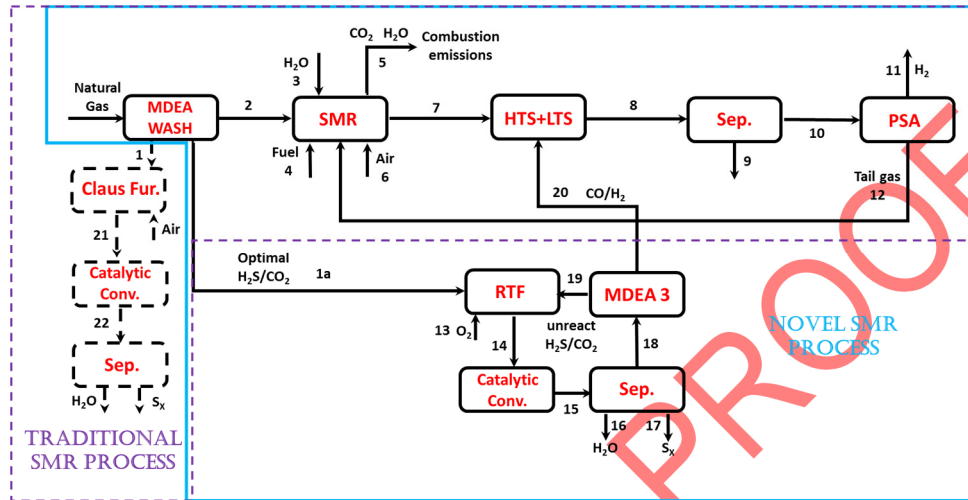 CO2 H2O
Combustion
emissions
5
H2O
3
11
H2
Natural
Gas
MDEA
WASH
2
SMR
7
HTS+LTS
8
Sep.
10
PSA
1
Fuel
4
Air
6
9
Tail gas
12
20
CO/H2
Claus Fur.
21
Air
Catalytic
Conv.
22
Sep.
H2O
SX
TRADITIONAL
SMR PROCESS
Optimal
H2S/CO2
1a
RTF
19
MDEA 3
13 O2
14
unreact
H2S/CO2
18
Catalytic
Conv.
15
Sep.
16
17
H2O
SX
NOVEL SMR
PROCESS
PROOF